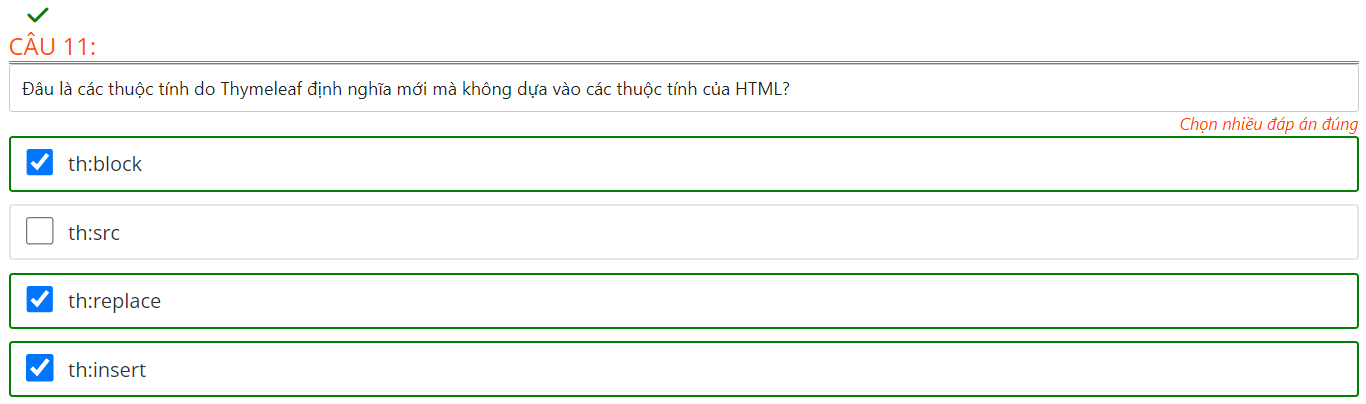 CÂU 11:
Đâu là các thuộc tính do Thymeleaf định nghĩa mới mà không dựa vào các thuộc tính của HTML?
Chọn nhiều đáp án đúng
th:block
th:src
th:replace
th:insert